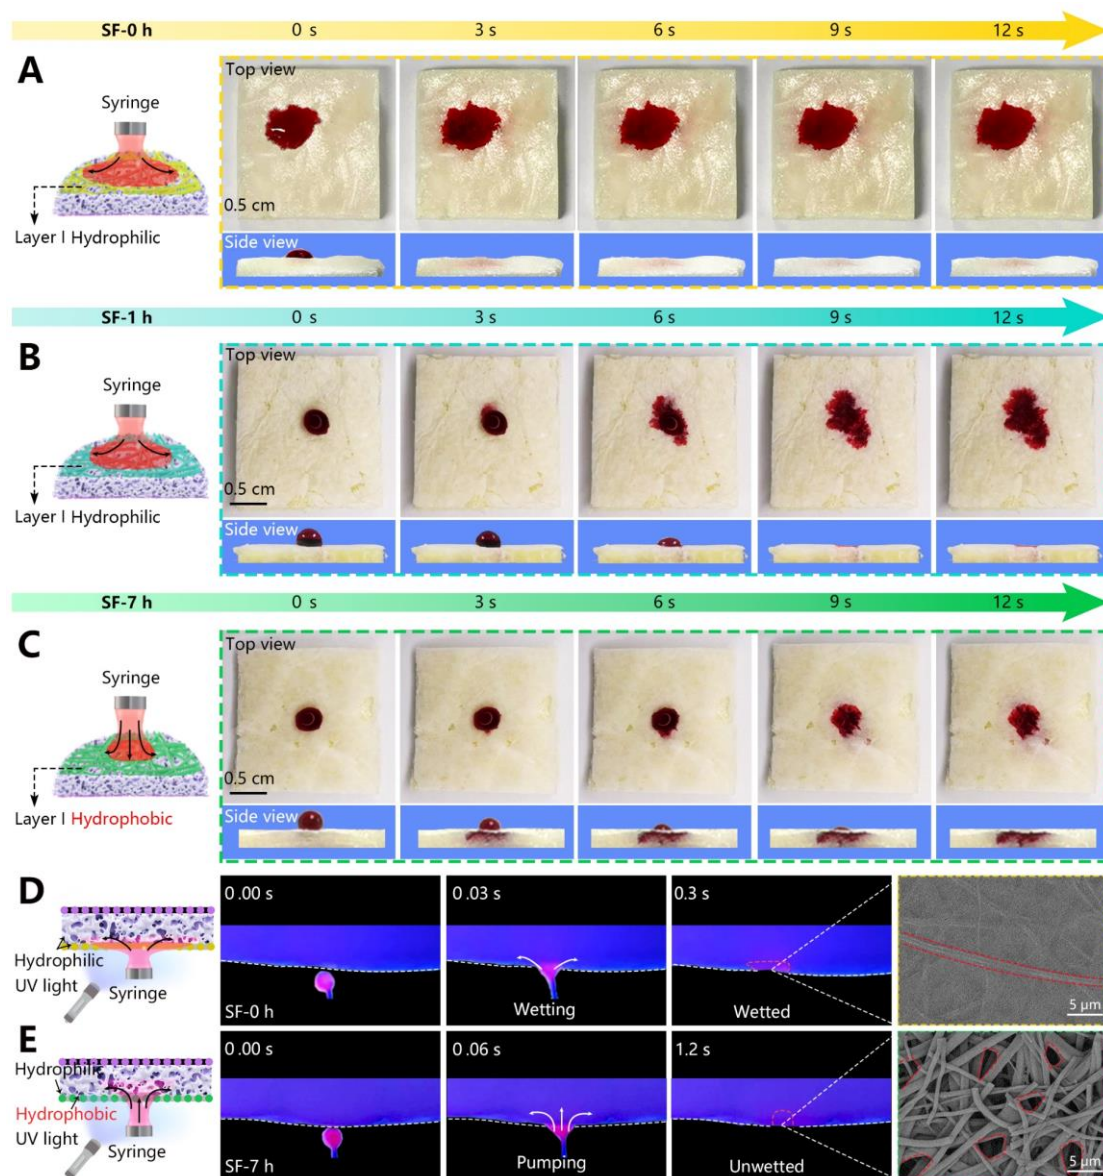 SF-0 h 0 s 3 s 6 s 9 s 12 s
A
Syringe
Layer I Hydrophilic
Top view
0.5 cm
Side view
SF-1 h 0 s 3 s 6 s 9 s 12 s
B
Syringe
Layer I Hydrophilic
Top view
0.5 cm
Side view
SF-7 h 0 s 3 s 6 s 9 s 12 s
C
Syringe
Layer I Hydrophobic
Top view
0.5 cm
Side view
D
Hydrophilic
UV light
Syringe
0.00 s
SF-0 h
0.03 s
Wetting
0.3 s
Wetted
5 μm
E
Hydrophilic
Hydrophobic
UV light
Syringe
0.00 s
SF-7 h
0.06 s
Pumping
1.2 s
Unwetted
5 μm